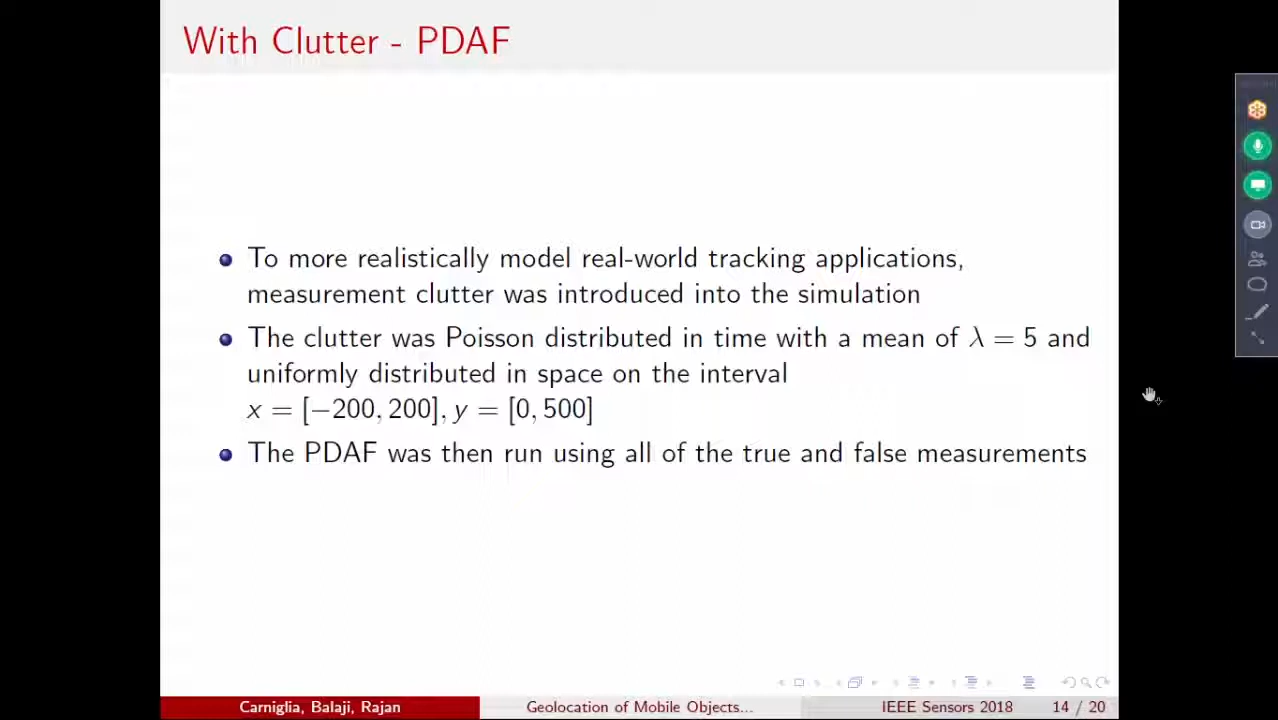 With Clutter - PDAF
To more realistically model real-world tracking applications,
measurement clutter was introduced into the simulation
The clutter was Poisson distributed in time with a mean of λ = 5 and
uniformly distributed in space on the interval
x = [−200, 200], y = [0, 500]
The PDAF was then run using all of the true and false measurements
Carniglia, Balaji, Rajan
Geolocation of Mobile Objects...
IEEE Sensors 2018
14 / 20